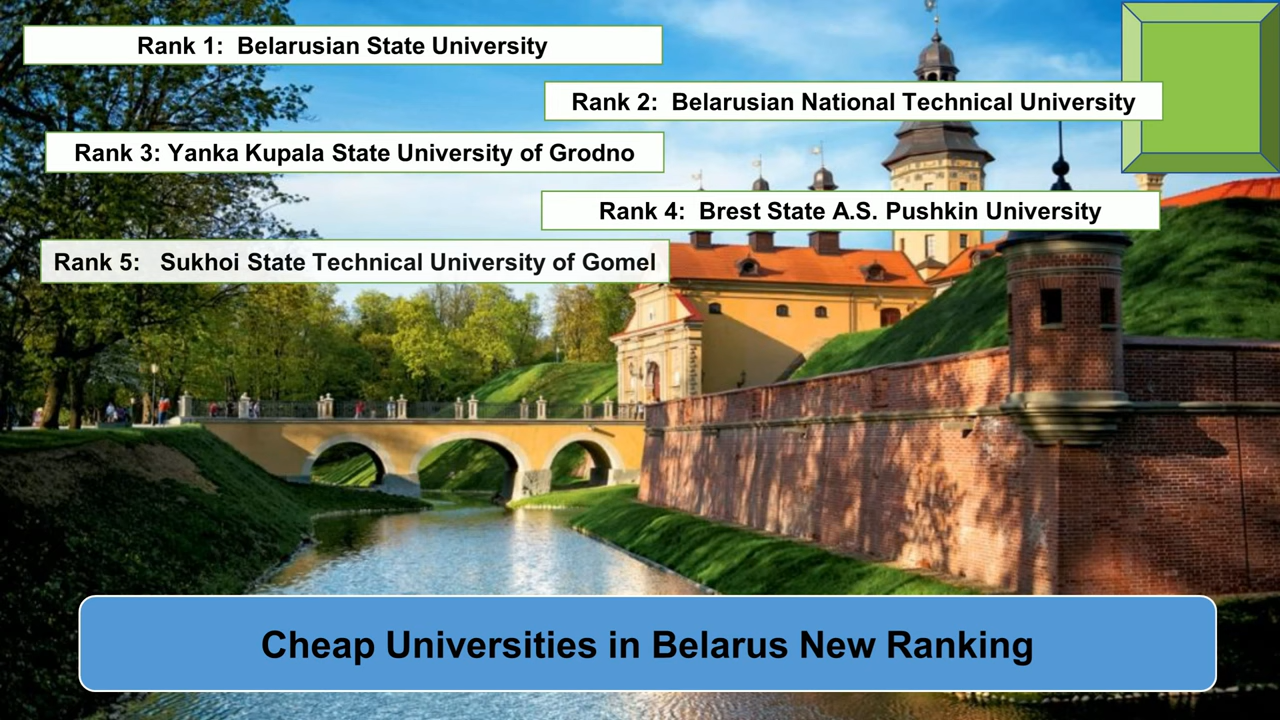 Rank 1: Belarusian State University
Rank 2: Belarusian National Technical University
Rank 3: Yanka Kupala State University of Grodno
Rank 4: Brest State A.S. Pushkin University
Rank 5: Sukhoi State Technical University of Gomel
Cheap Universities in Belarus New Ranking